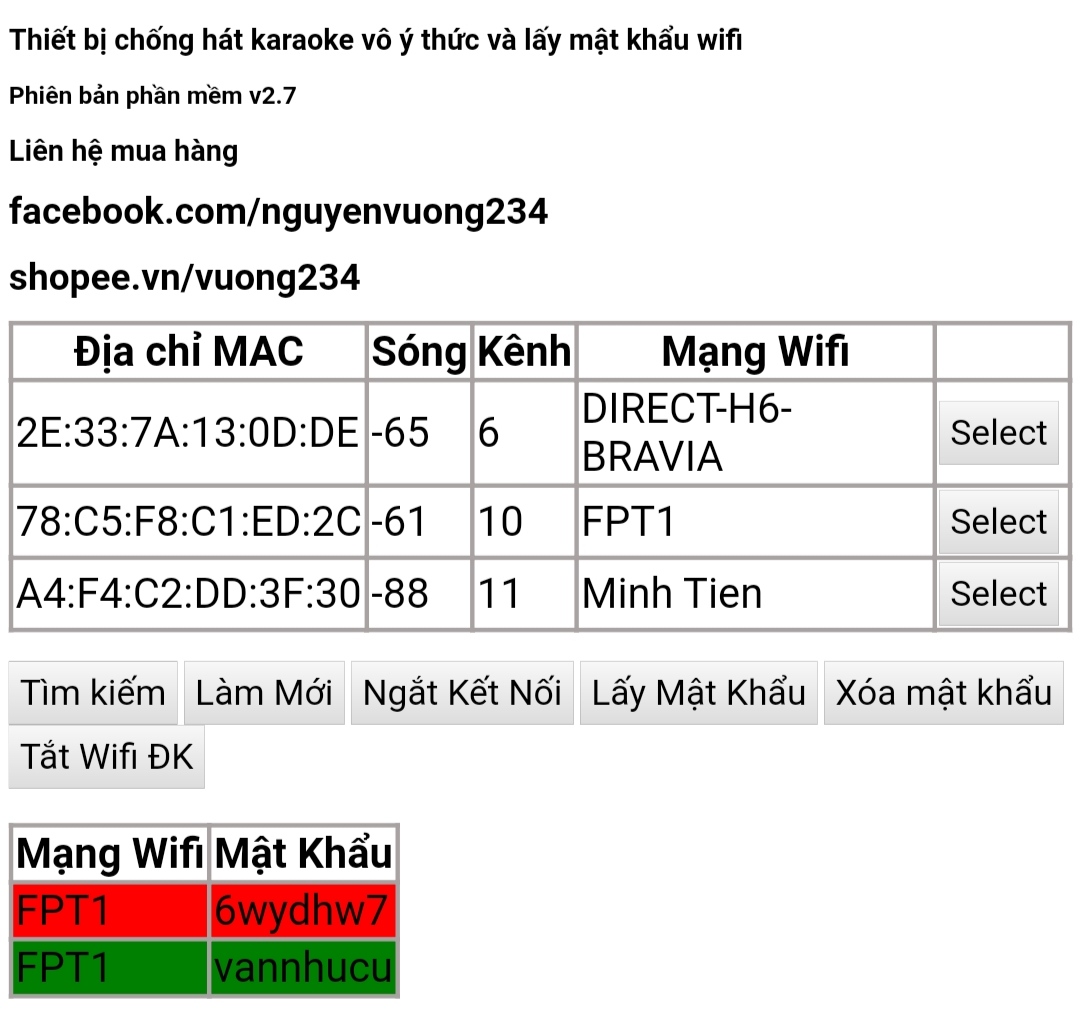 Thiết bị chống hát karaoke vô ý thức và lấy mật khẩu wifi
Phiên bản phần mềm v2.7
Liên hệ mua hàng
facebook.com/nguyenvuong234
shopee.vn/vuong234
Địa chỉ MAC Sóng Kênh Mạng Wifi
2E:33:7A:13:0D:DE -65 6 DIRECT-H6-
BRAVIA Select
78:C5:F8:C1:ED:2C -61 10 FPT1 Select
A4:F4:C2:DD:3F:30 -88 11 Minh Tien Select
Tìm kiếm Làm Mới Ngắt Kết Nối Lấy Mật Khẩu Xóa mật khẩu
Tắt Wifi ĐK
Mạng Wifi Mật Khẩu
FPT1 6wydhw7
FPT1 vannhucu